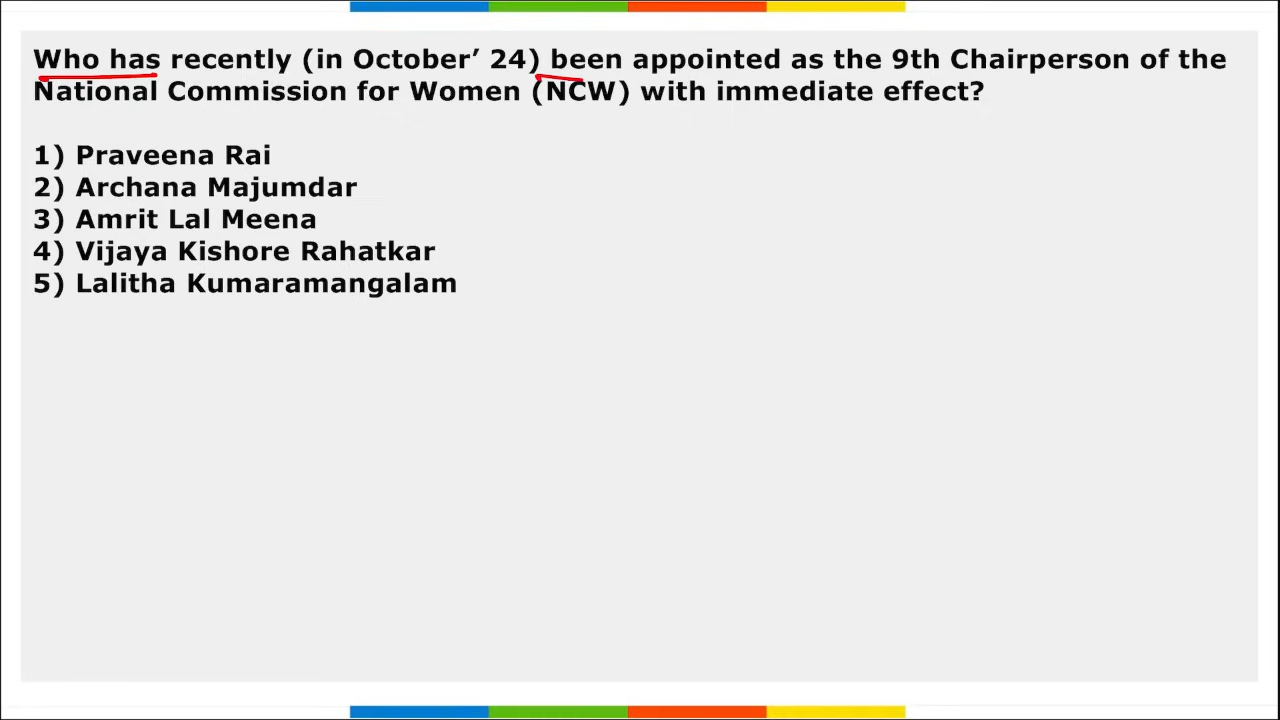 Who has recently (in October’ 24) been appointed as the 9th Chairperson of the
National Commission for Women (NCW) with immediate effect?
1) Praveena Rai
2) Archana Majumdar
3) Amrit Lal Meena
4) Vijaya Kishore Rahatkar
5) Lalitha Kumaramangalam